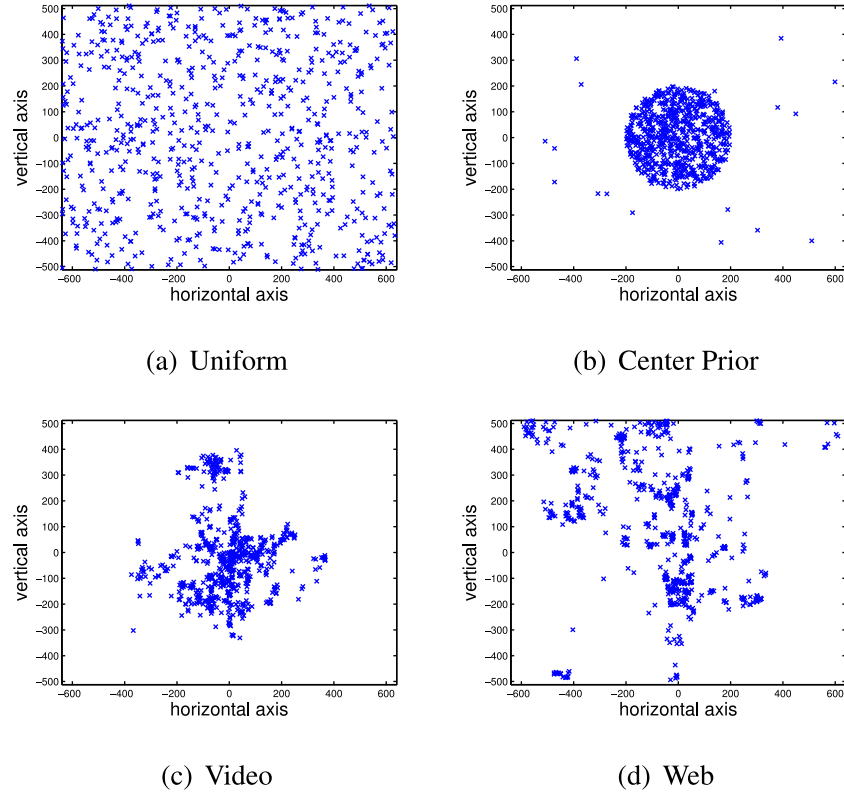 500
400
300
200
100
0
−100
−200
−300
−400
−500
vertical axis
−600 −400 −200 0 200 400 600
horizontal axis
(a) Uniform
500
400
300
200
100
0
−100
−200
−300
−400
−500
vertical axis
−600 −400 −200 0 200 400 600
horizontal axis
(b) Center Prior
500
400
300
200
100
0
−100
−200
−300
−400
−500
vertical axis
−600 −400 −200 0 200 400 600
horizontal axis
(c) Video
500
400
300
200
100
0
−100
−200
−300
−400
−500
vertical axis
−600 −400 −200 0 200 400 600
horizontal axis
(d) Web